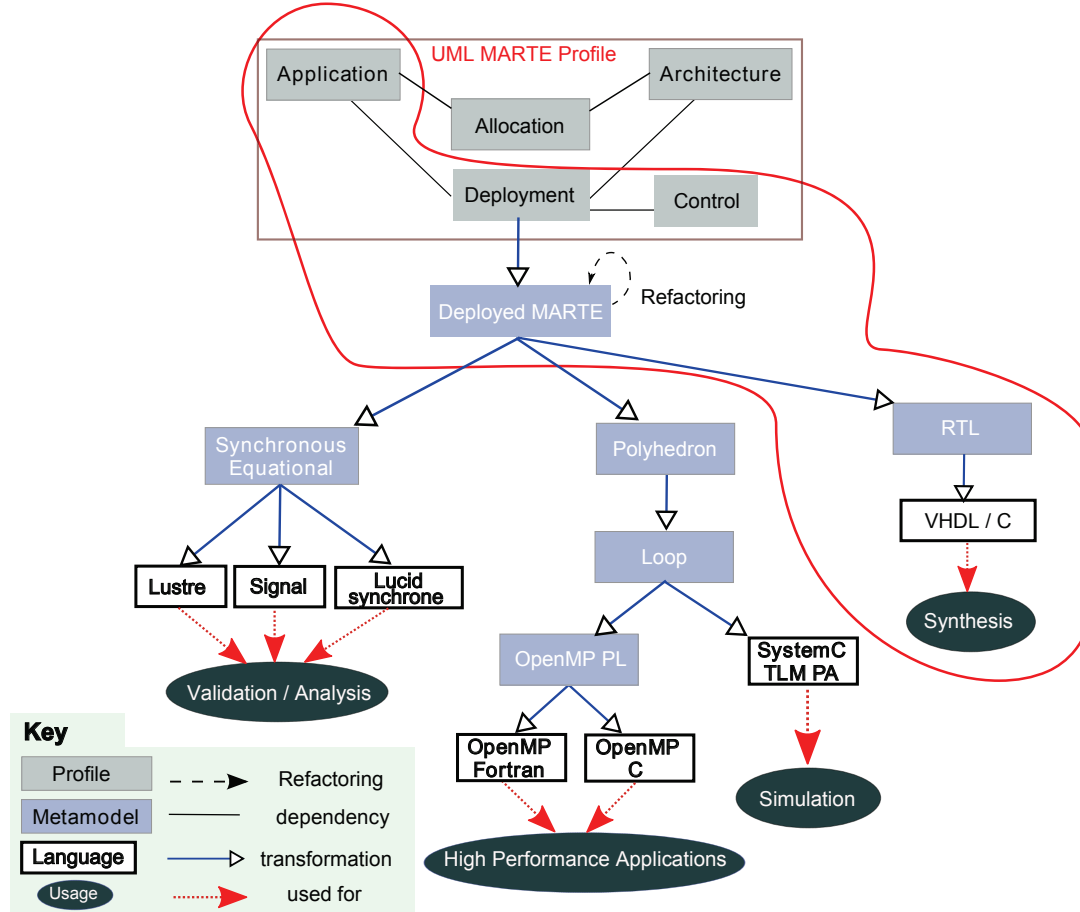 UML MARTE Profile
Application
Architecture
Allocation
Deployment
Control
Deployed MARTE
Refactoring
Synchronous
Equational
Polyhedron
RTL
VHDL / C
Loop
Lustre
Signal
Lucid
synchrone
Synthesis
OpenMP PL
SystemC
TLM PA
Validation / Analysis
OpenMP
Fortran
OpenMP
C
Simulation
High Performance Applications
Key
Profile
Refactoring
Metamodel
dependency
Language
transformation
Usage
used for